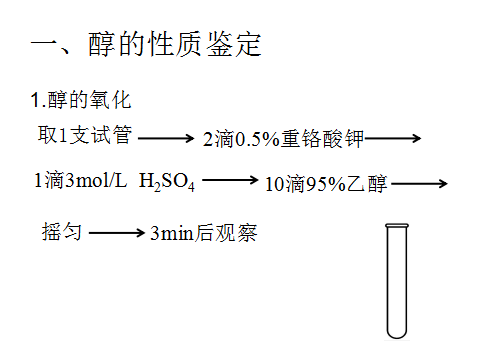 一、醇的性质鉴定
1.醇的氧化
取1支试管 2滴0.5%重铬酸钾
1滴3mol/L H₂SO₄ 10滴95%乙醇
摇匀 3min后观察